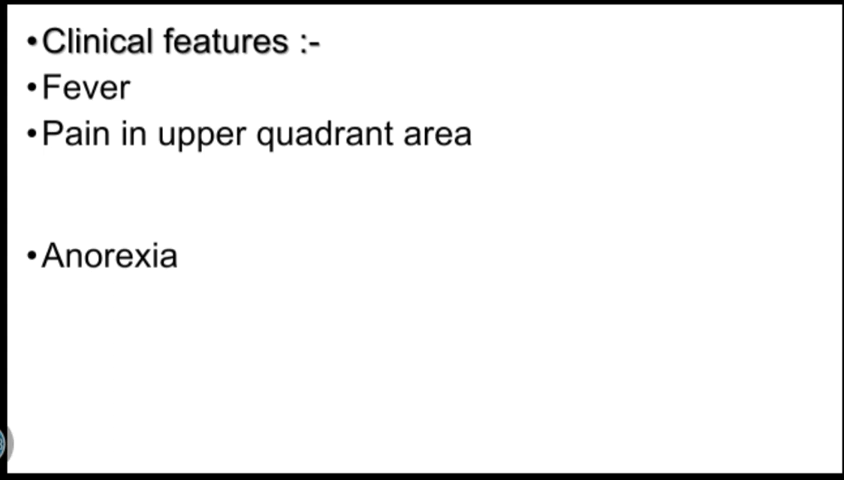 •Clinical features :-
•Fever
•Pain in upper quadrant area
•Anorexia